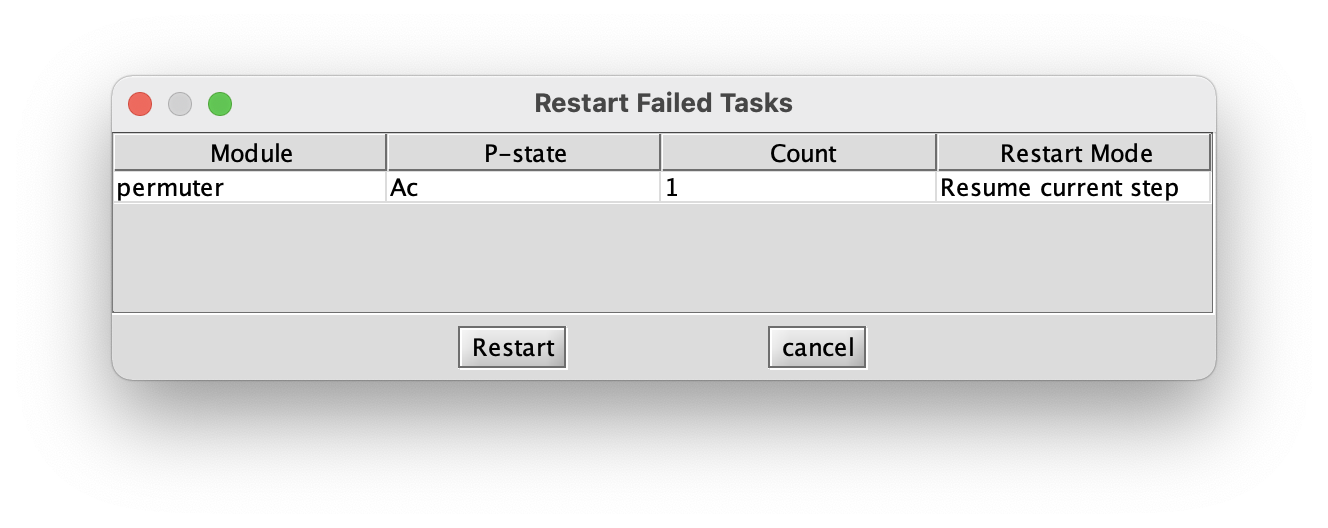 Restart Failed Tasks
Module P-state Count Restart Mode
permuter Ac 1 Resume current step
Restart cancel